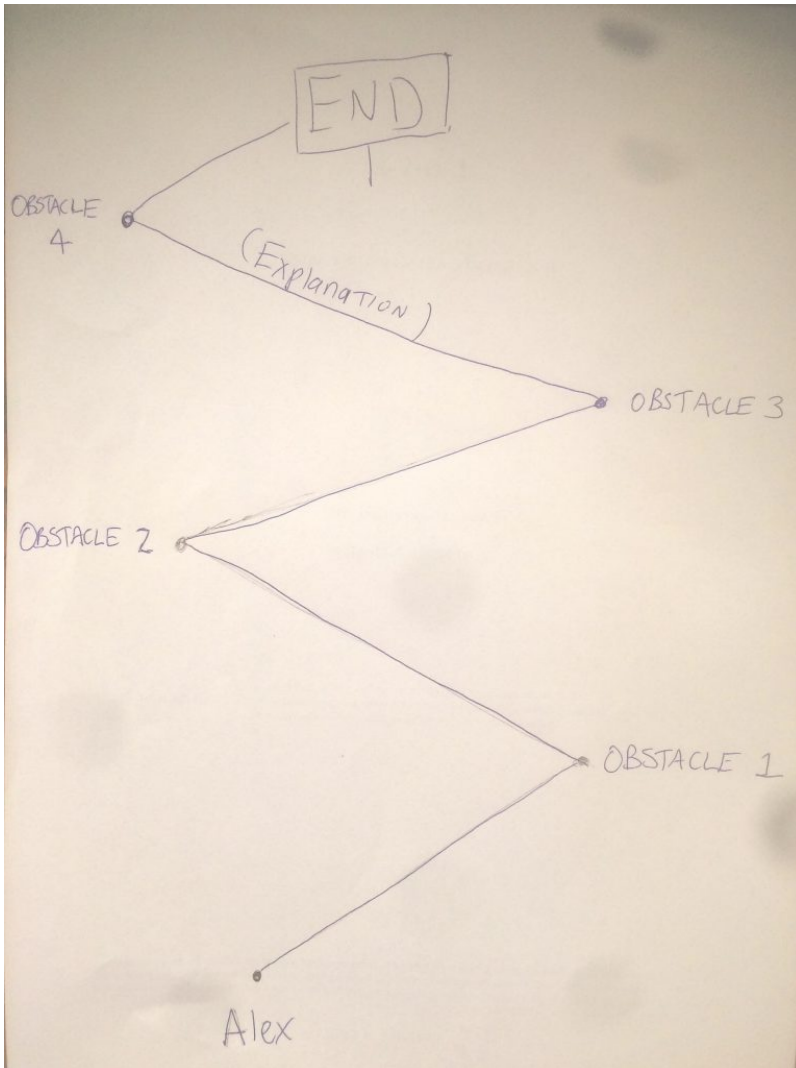 END
OBSTACLE
4
(Explanation)
OBSTACLE 3
OBSTACLE 2
OBSTACLE 1
Alex